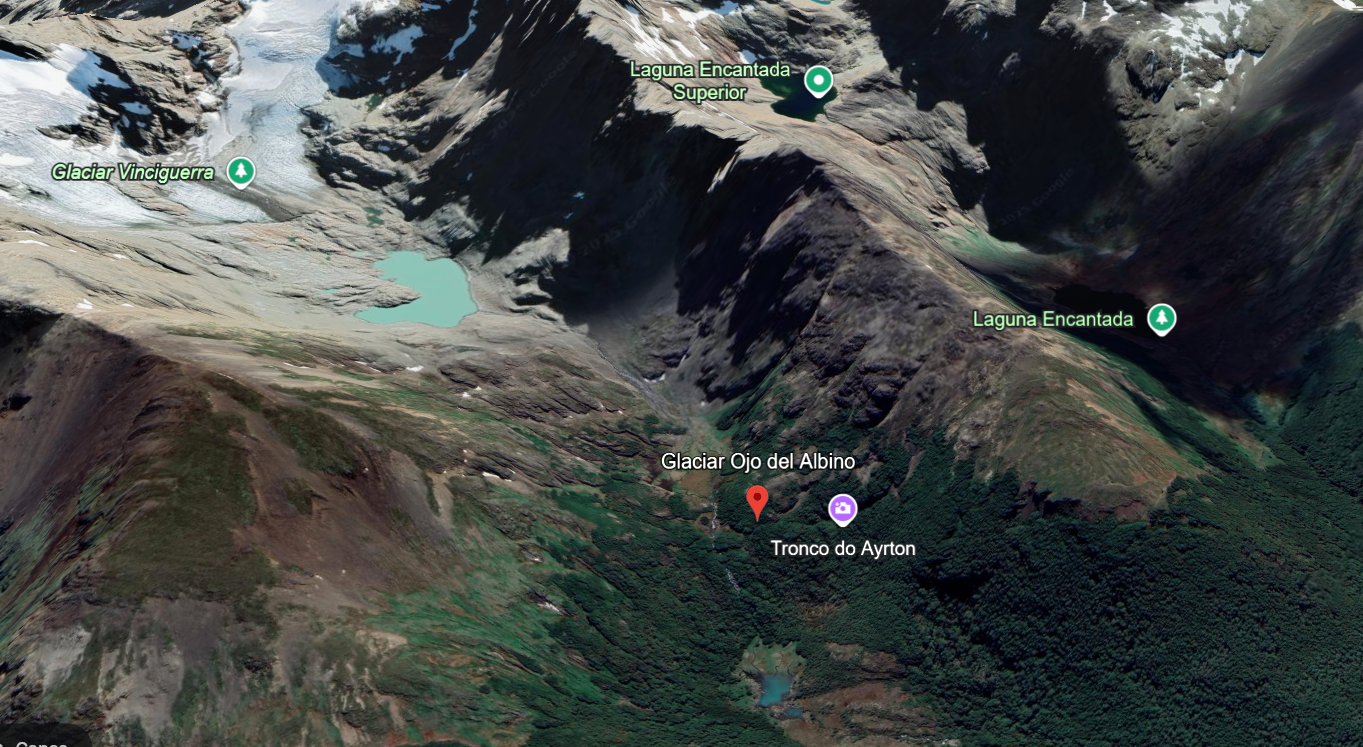 Laguna Encantada
Superior
Glaciar Vinciguerra
Laguna Encantada
Glaciar Ojo del Albino
Tronco do Ayrton